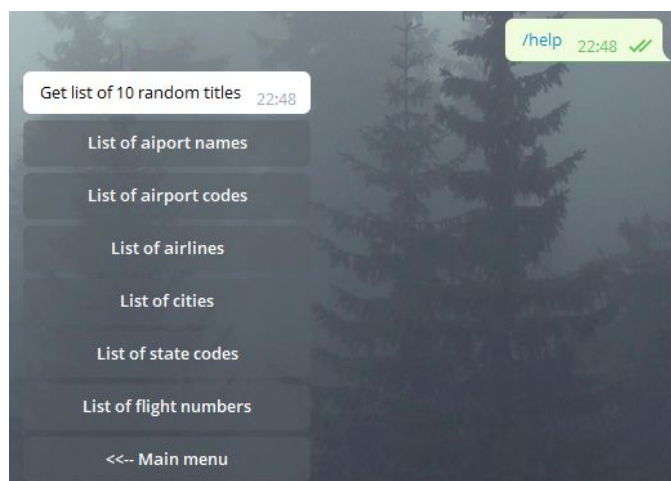 /help 22:48
Get list of 10 random titles 22:48
List of aiport names
List of airport codes
List of airlines
List of cities
List of state codes
List of flight numbers
<<-- Main menu